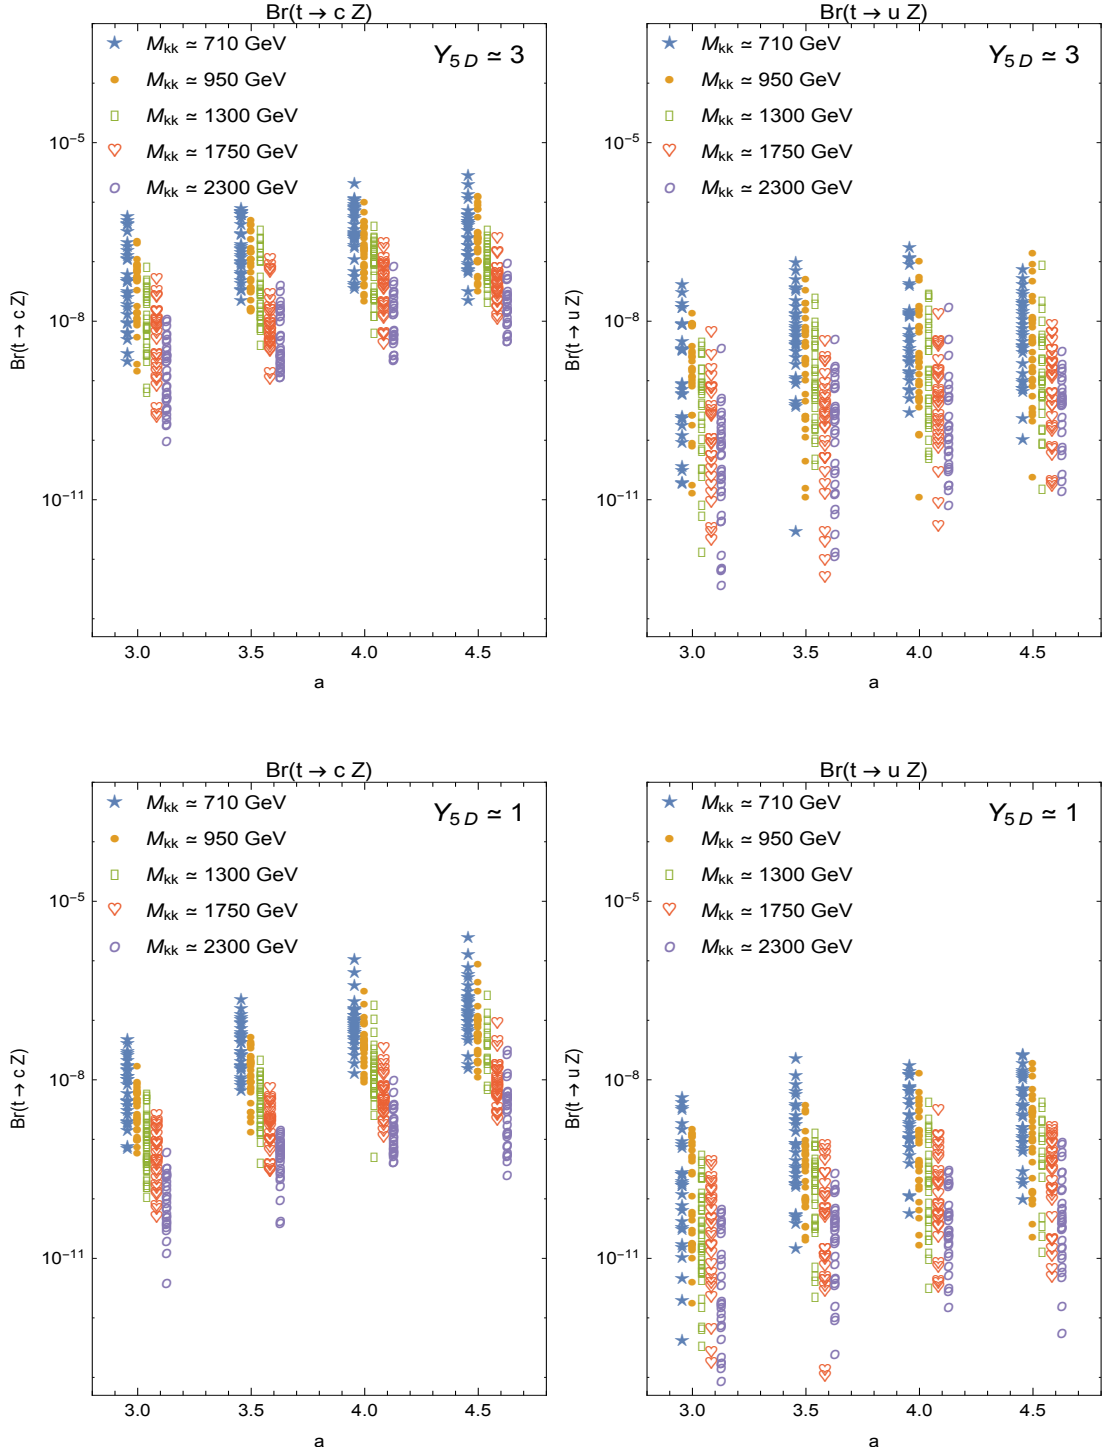 Br(t → c Z)
M_kk ≃ 710 GeV
Y_5D ≃ 3
M_kk ≃ 950 GeV
M_kk ≃ 1300 GeV
M_kk ≃ 1750 GeV
M_kk ≃ 2300 GeV
10^-5
10^-8
10^-11
Br(t → c Z)
3.0 3.5 4.0 4.5
a
Br(t → u Z)
M_kk ≃ 710 GeV
Y_5D ≃ 3
M_kk ≃ 950 GeV
M_kk ≃ 1300 GeV
M_kk ≃ 1750 GeV
M_kk ≃ 2300 GeV
10^-5
10^-8
10^-11
Br(t → u Z)
3.0 3.5 4.0 4.5
a
Br(t → c Z)
M_kk ≃ 710 GeV
Y_5D ≃ 1
M_kk ≃ 950 GeV
M_kk ≃ 1300 GeV
M_kk ≃ 1750 GeV
M_kk ≃ 2300 GeV
10^-5
10^-8
10^-11
Br(t → c Z)
3.0 3.5 4.0 4.5
a
Br(t → u Z)
M_kk ≃ 710 GeV
Y_5D ≃ 1
M_kk ≃ 950 GeV
M_kk ≃ 1300 GeV
M_kk ≃ 1750 GeV
M_kk ≃ 2300 GeV
10^-5
10^-8
10^-11
Br(t → u Z)
3.0 3.5 4.0 4.5
a